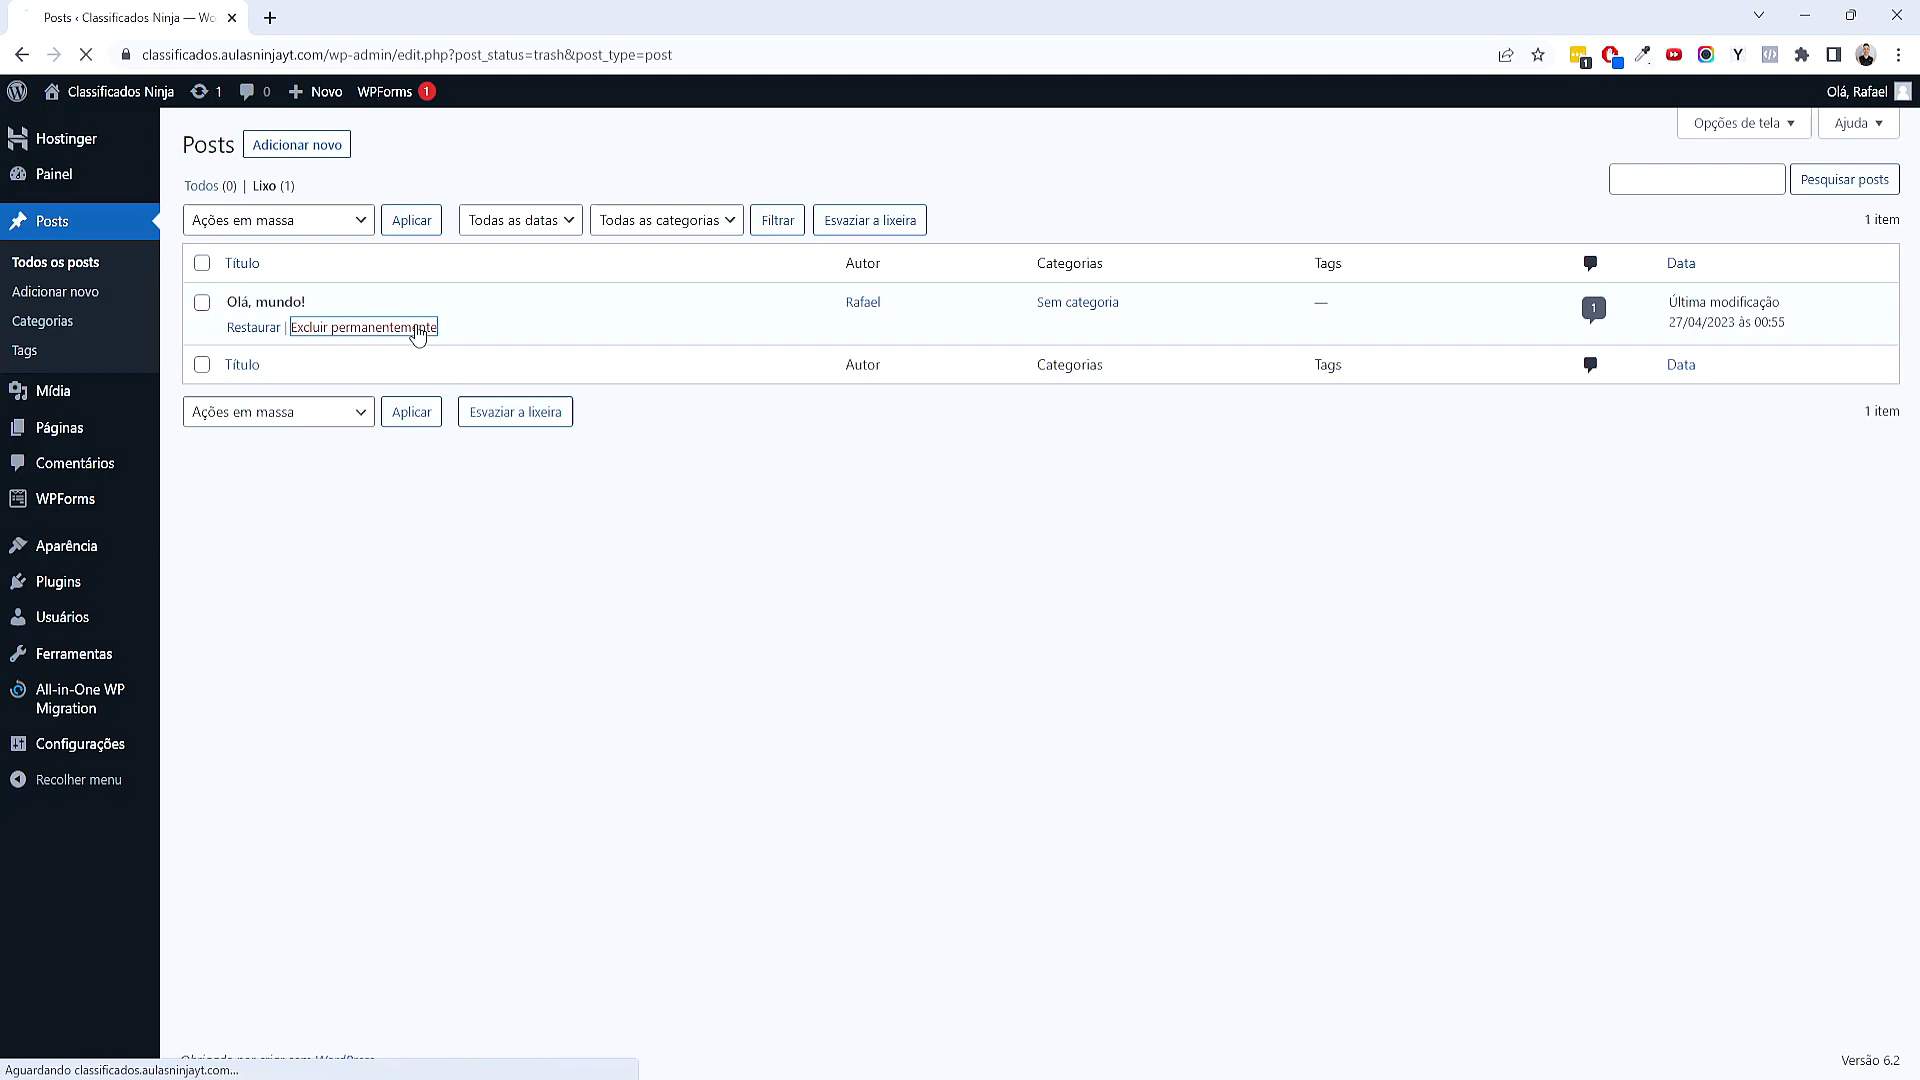 Posts ‹ Classificados Ninja — Wo
classificados.aulasninjayt.com/wp-admin/edit.php?post_status=trash&post_type=post
1
Y
Classificados Ninja
1
0
Novo
WPForms
1
Olá, Rafael
Hostinger
Painel
Posts
Todos os posts
Adicionar novo
Categorias
Tags
Mídia
Páginas
Comentários
WPForms
Aparência
Plugins
Usuários
Ferramentas
All-in-One WP
Migration
Configurações
Recolher menu
Opções de tela
Ajuda
Posts
Adicionar novo
Todos (0) | Lixo (1)
Pesquisar posts
Ações em massa
Aplicar
Todas as datas
Todas as categorias
Filtrar
Esvaziar a lixeira
1 item
Título
Autor
Categorias
Tags
Data
Olá, mundo!
Rafael
Sem categoria
—
1
Última modificação
Restaurar | Excluir permanentemente
27/04/2023 às 00:55
Título
Autor
Categorias
Tags
Data
Ações em massa
Aplicar
Esvaziar a lixeira
1 item
Obrigado por criar com WordPress.
Versão 6.2
Aguardando classificados.aulasninjayt.com...